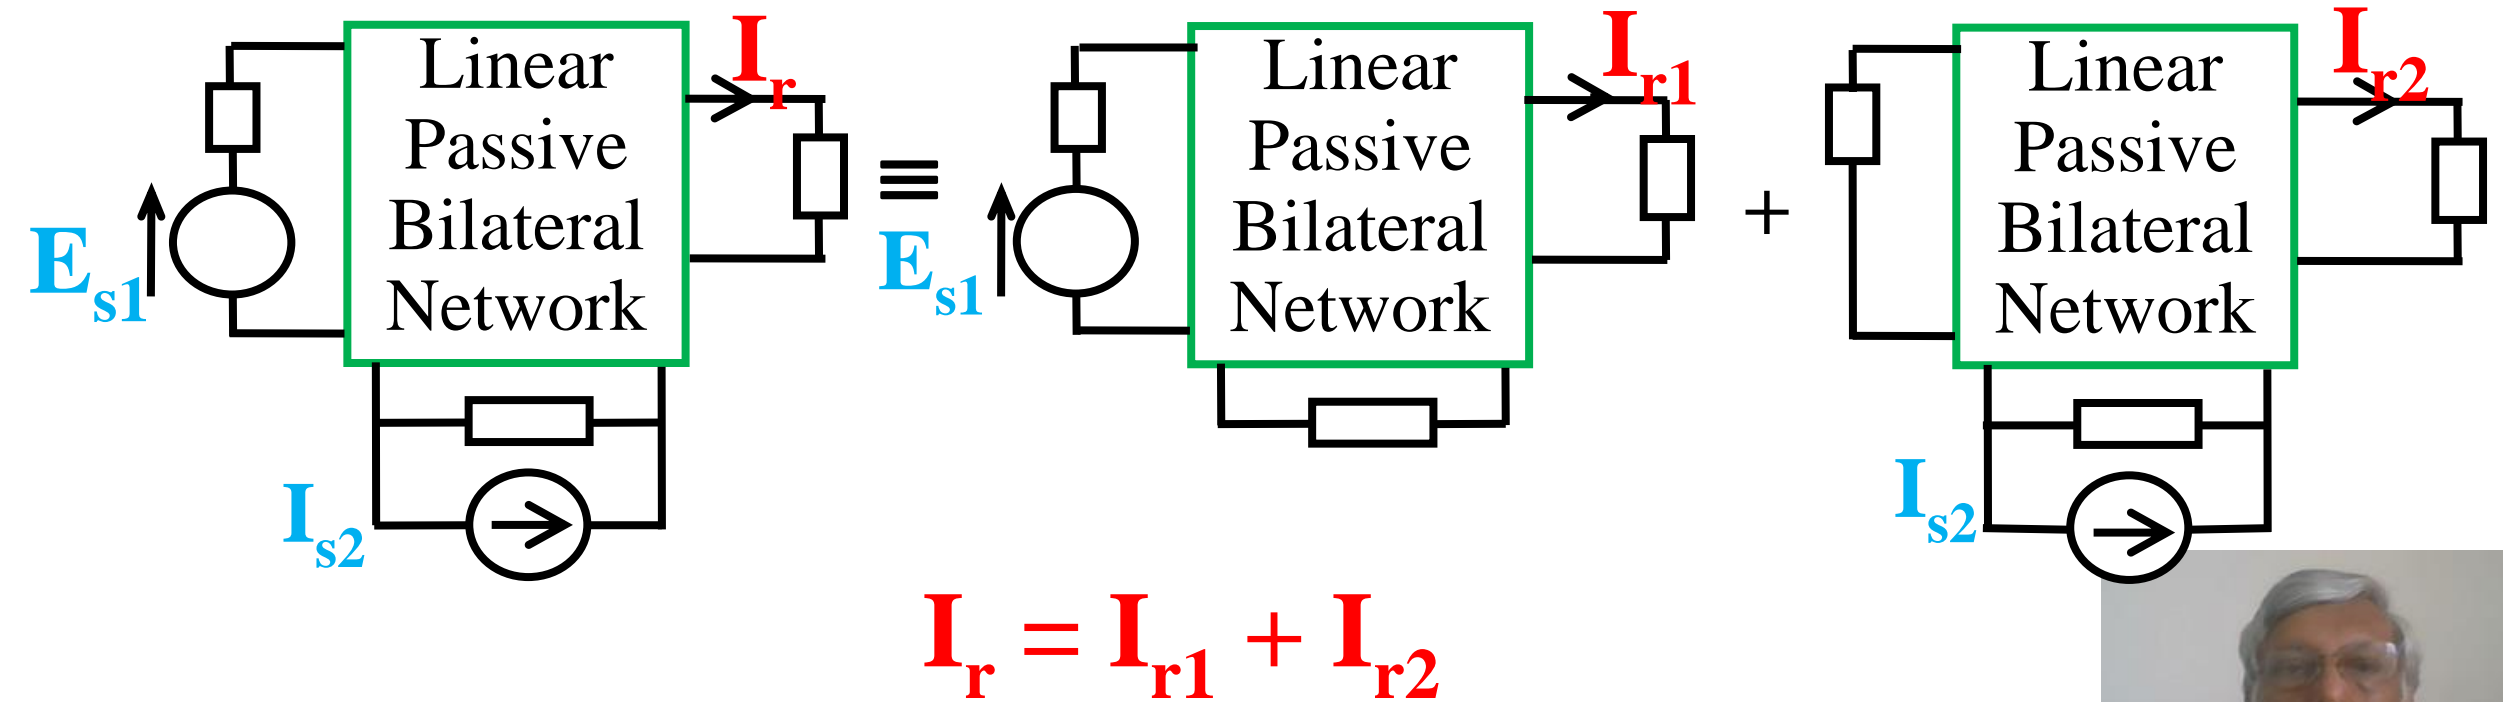 Linear
Passive
Bilateral
Network
Ir
Es1
Is2
≡
Linear
Passive
Bilateral
Network
Ir1
Es1
+
Linear
Passive
Bilateral
Network
Ir2
Is2
Ir = Ir1 + Ir2